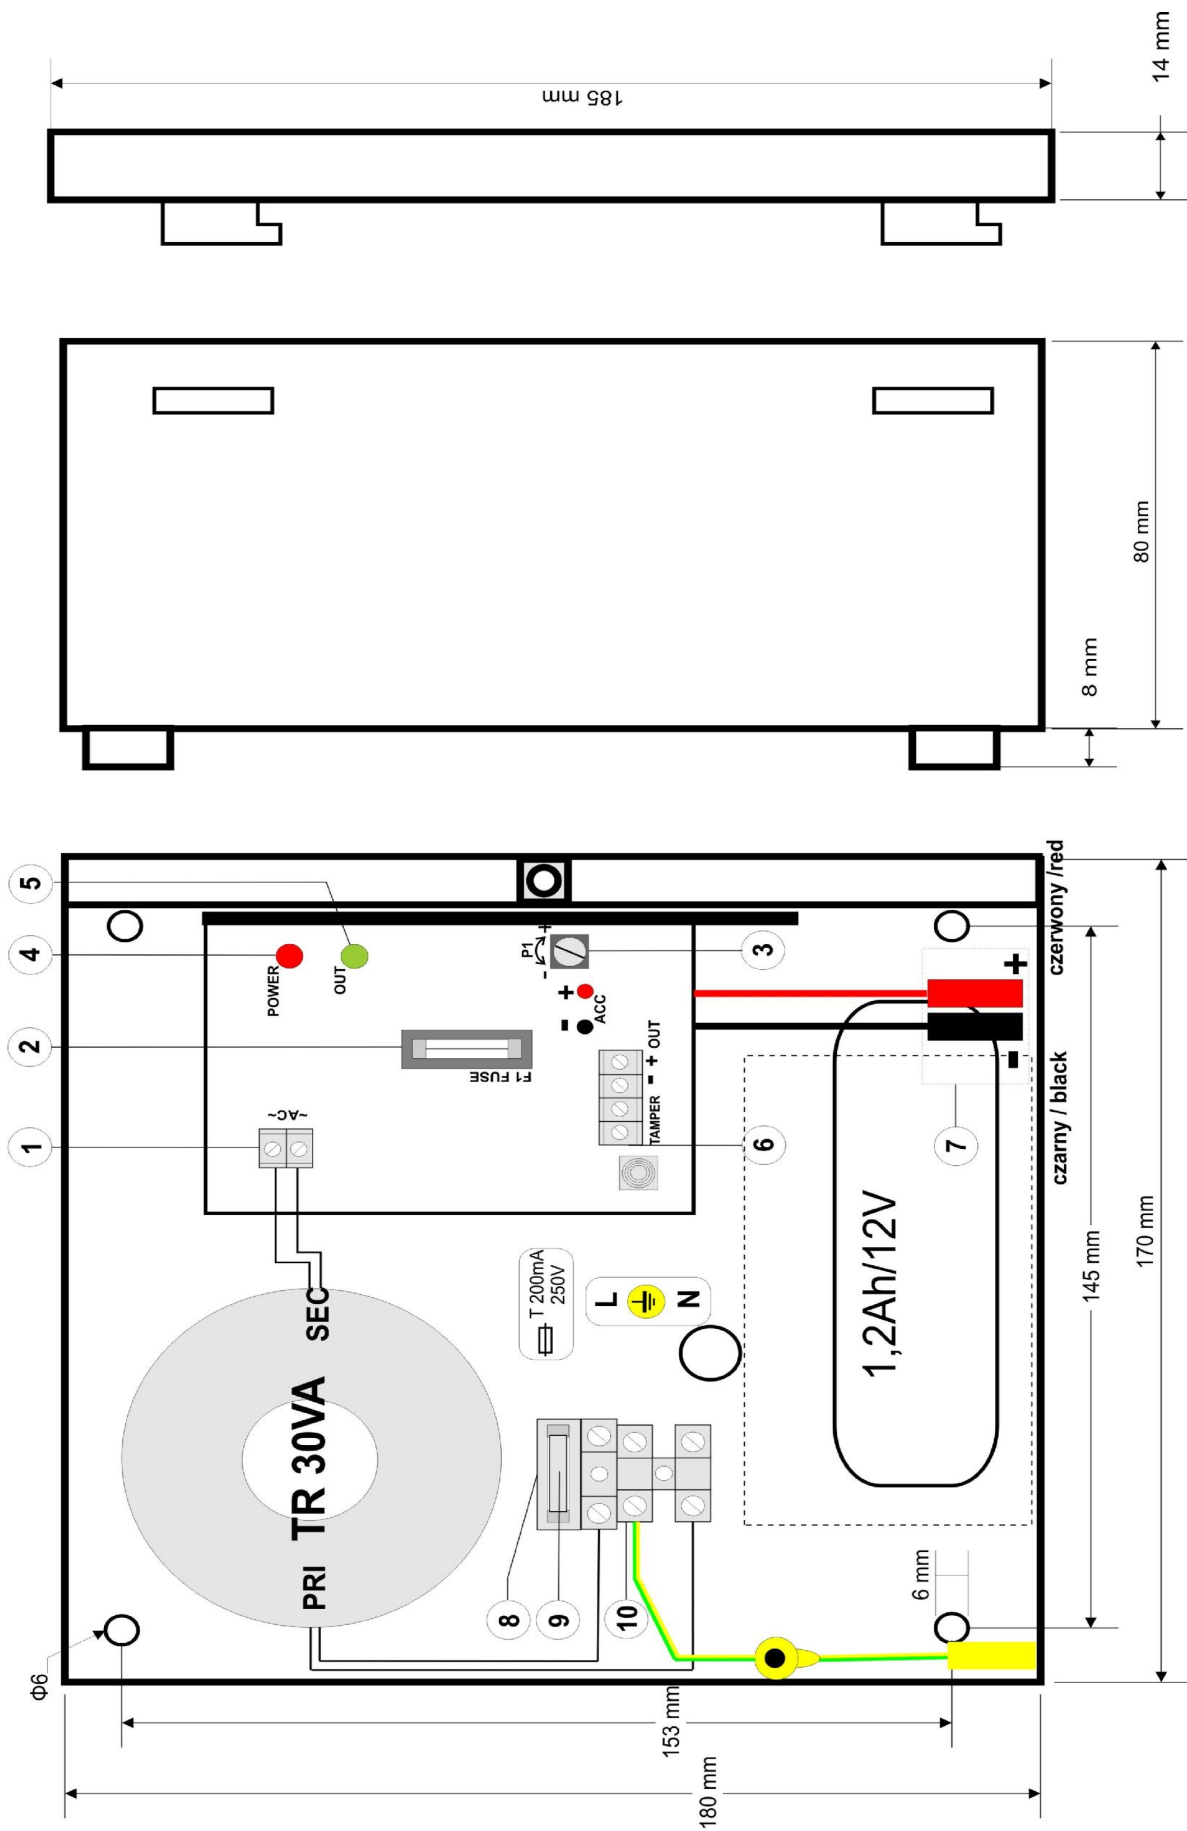 185 mm
14 mm
80 mm
8 mm
5
4
2
1
POWER
OUT
P1
+
-
3
+
-
ACC
F1 FUSE
~AC~
TAMPER - + OUT
6
7
+
-
czerwony /red
czarny / black
SEC
TR 30VA
PRI
T 200mA
250V
L
N
1,2Ah/12V
8
9
10
6 mm
Φ6
145 mm
170 mm
153 mm
180 mm